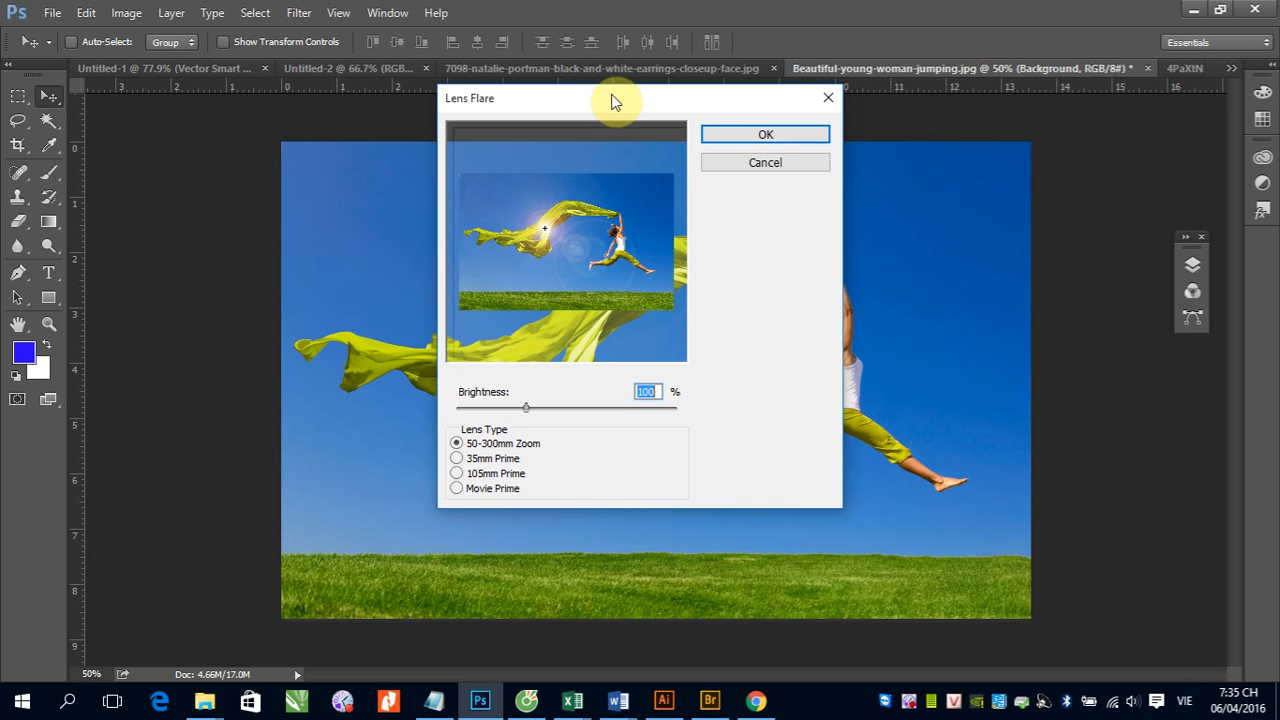 Ps File Edit Image Layer Type Select Filter View Window Help
Auto-Select: Group Show Transform Controls Essentials
Untitled-1 @ 77.9% (Vector Smart ... × Untitled-2 @ 66.7% (RGB... × 7098-natalie-portman-black-and-white-earrings-closeup-face.jpg × Beautiful-young-woman-jumping.jpg @ 50% (Background, RGB/8#) * × 4PaXtN
Lens Flare
OK
Cancel
Brightness: 100 %
Lens Type
50-300mm Zoom
35mm Prime
105mm Prime
Movie Prime
50% Doc: 4.66M/17.0M
VIE 7:35 CH
06/04/2016